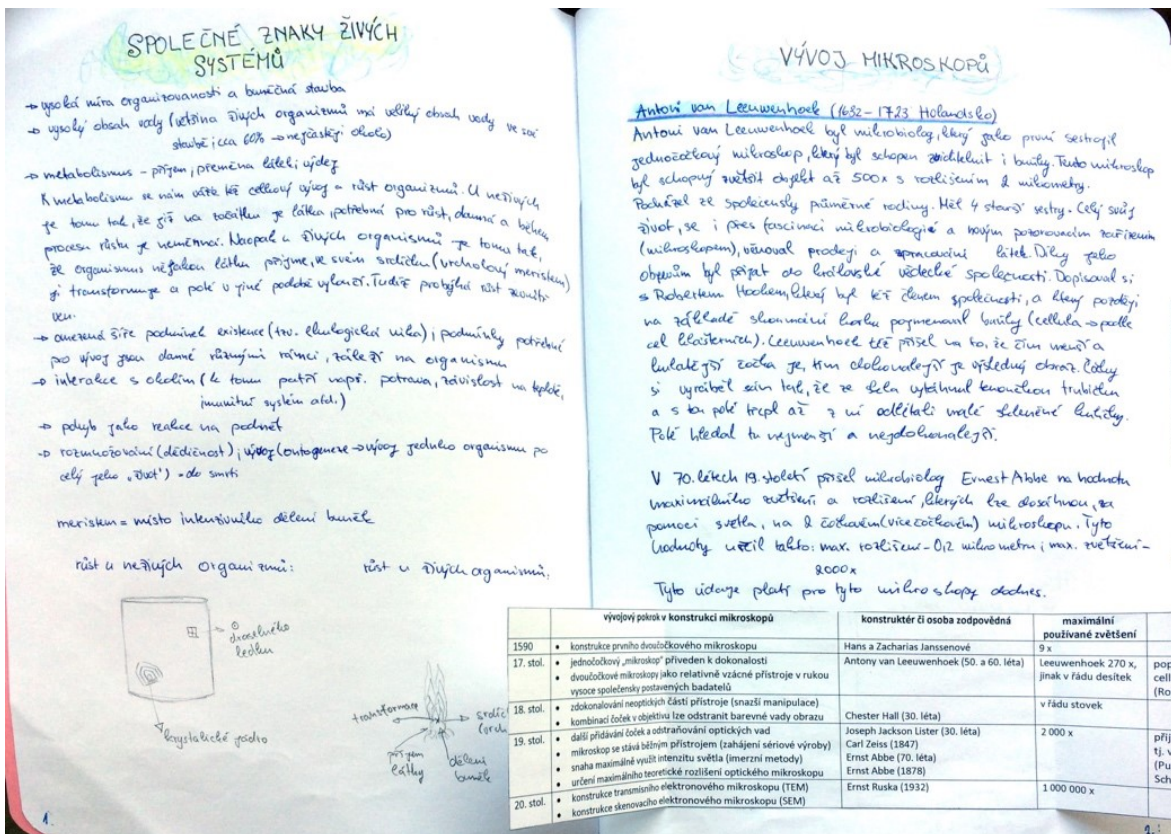 SPOLEČNÉ ZNAKY ŽIVÝCH
SYSTÉMŮ
→ vysoká míra organizovanosti a buněčná stavba
→ vysoký obsah vody (většina živých organizmů má veliký obsah vody ve své
stavbě; cca 60% → nejčastěji okolo)
→ metabolismus - příjem, přeměna látek; výdej
K metabolismu se nám váže též celkový vývoj a růst organizmů. U neživých
je tomu tak, že již na začátku je látka, potřebná pro růst, danná a během
procesu růstu je neměnná. Naopak u živých organismů je tomu tak,
že organismus nějakou látku přijme, ve svém srdíčku (vrcholový meristem)
ji transformuje a poté v jiné podobě vyloučí. Tudíž probíhá růst zevnitř
ven.
→ omezená šíře podmínek existence (tzv. ekologická nika); podmínky potřebné
pro vývoj jsou danné různými rámci, záleží na organismu
→ interakce s okolím (k tomu patří např. potrava, závislost na teplotě,
imunitní systém atd.)
→ pohyb jako reakce na podnět
→ rozmnožování (dědičnost); vývoj (ontogeneze → vývoj jednoho organismu po
celý jeho „život") - do smrti
meristem = místo intenzivního dělení buněk
růst u neživých organizmů:
růst u živých organismů:
krystalické jádro
transformace
příjem
látky
dělení
buněk
1.
VÝVOJ MIKROSKOPŮ
Antoni van Leeuwenhoek (1632 - 1723 Holandsko)
Antoni van Leeuwenhoek byl mikrobiolog, který jako první sestrojil
jednočočkový mikroskop, který byl schopen zviditelnit i buňky. Tento mikroskop
byl schopný zvětšit objekt až 500x s rozlišením 2 mikometry.
Pocházel ze společensky průměrné rodiny. Měl 4 starší sestry. Celý svůj
život, se i přes fascinaci mikrobiologií a novým pozorovacím zařízením
(mikroskopem), věnoval prodeji a zpracování látek. Díky jeho
objevům byl přijat do královské vědecké společnosti. Dopisoval si
s Robertem Hookem, který byl též členem společnosti, a který později
na základě zkoumání korku pojmenoval buňky (cellula → podle
cel klášterních). Leeuwenhoek též přišel na to, že čím menší a
kulatější čočka je, tím dokonalejší je výsledný obraz. Čočky
si vyráběl sám tak, že ze skla vytáhnul tenoučkou trubičku
a s tou poté třepl až z ní odlétali malé skleněné kuličky.
Poté hledal tu nejmenší a nejdokonalejší.
V 70. létech 19. století přišel mikrobiolog Ernest Abbe na hodnotu
maximálního zvětšení a rozlišení, kterých lze dosáhnou, za
pomoci světla, na 2 čočkovém (více čočkovém) mikroskopu. Tyto
hodnoty určil takto: max. rozlišení - 0,2 mikrometru; max. zvětšení -
2000x
Tyto údaje platí pro tyto mikroskopy dodnes.
vývojový pokrok v konstrukci mikroskopů konstruktér či osoba zodpovědná maximální
používané zvětšení
1590 • konstrukce prvního dvoučočkového mikroskopu Hans a Zacharias Janssenové 9 x
17. stol. • jednočočkový „mikroskop" přiveden k dokonalosti Antony van Leeuwenhoek (50. a 60. léta) Leeuwenhoek 270 x,
• dvoučočkové mikroskopy jako relativně vzácné přístroje v rukou jinak v řádu desítek
vysoce společensky postavených badatelů
18. stol. • zdokonalování neoptických částí přístroje (snazší manipulace) v řádu stovek
• kombinací čoček v objektivu lze odstranit barevné vady obrazu Chester Hall (30. léta)
19. stol. • další přidávání čoček a odstraňování optických vad Joseph Jackson Lister (30. léta) 2 000 x
• mikroskop se stává běžným přístrojem (zahájení sériové výroby) Carl Zeiss (1847)
• snaha maximálně využít intenzitu světla (imerzní metody) Ernst Abbe (70. léta)
• určení maximálního teoretické rozlišení optického mikroskopu Ernst Abbe (1878)
20. stol. • konstrukce transmisního elektronového mikroskopu (TEM) Ernst Ruska (1932) 1 000 000 x
• konstrukce skenovacího elektronového mikroskopu (SEM)